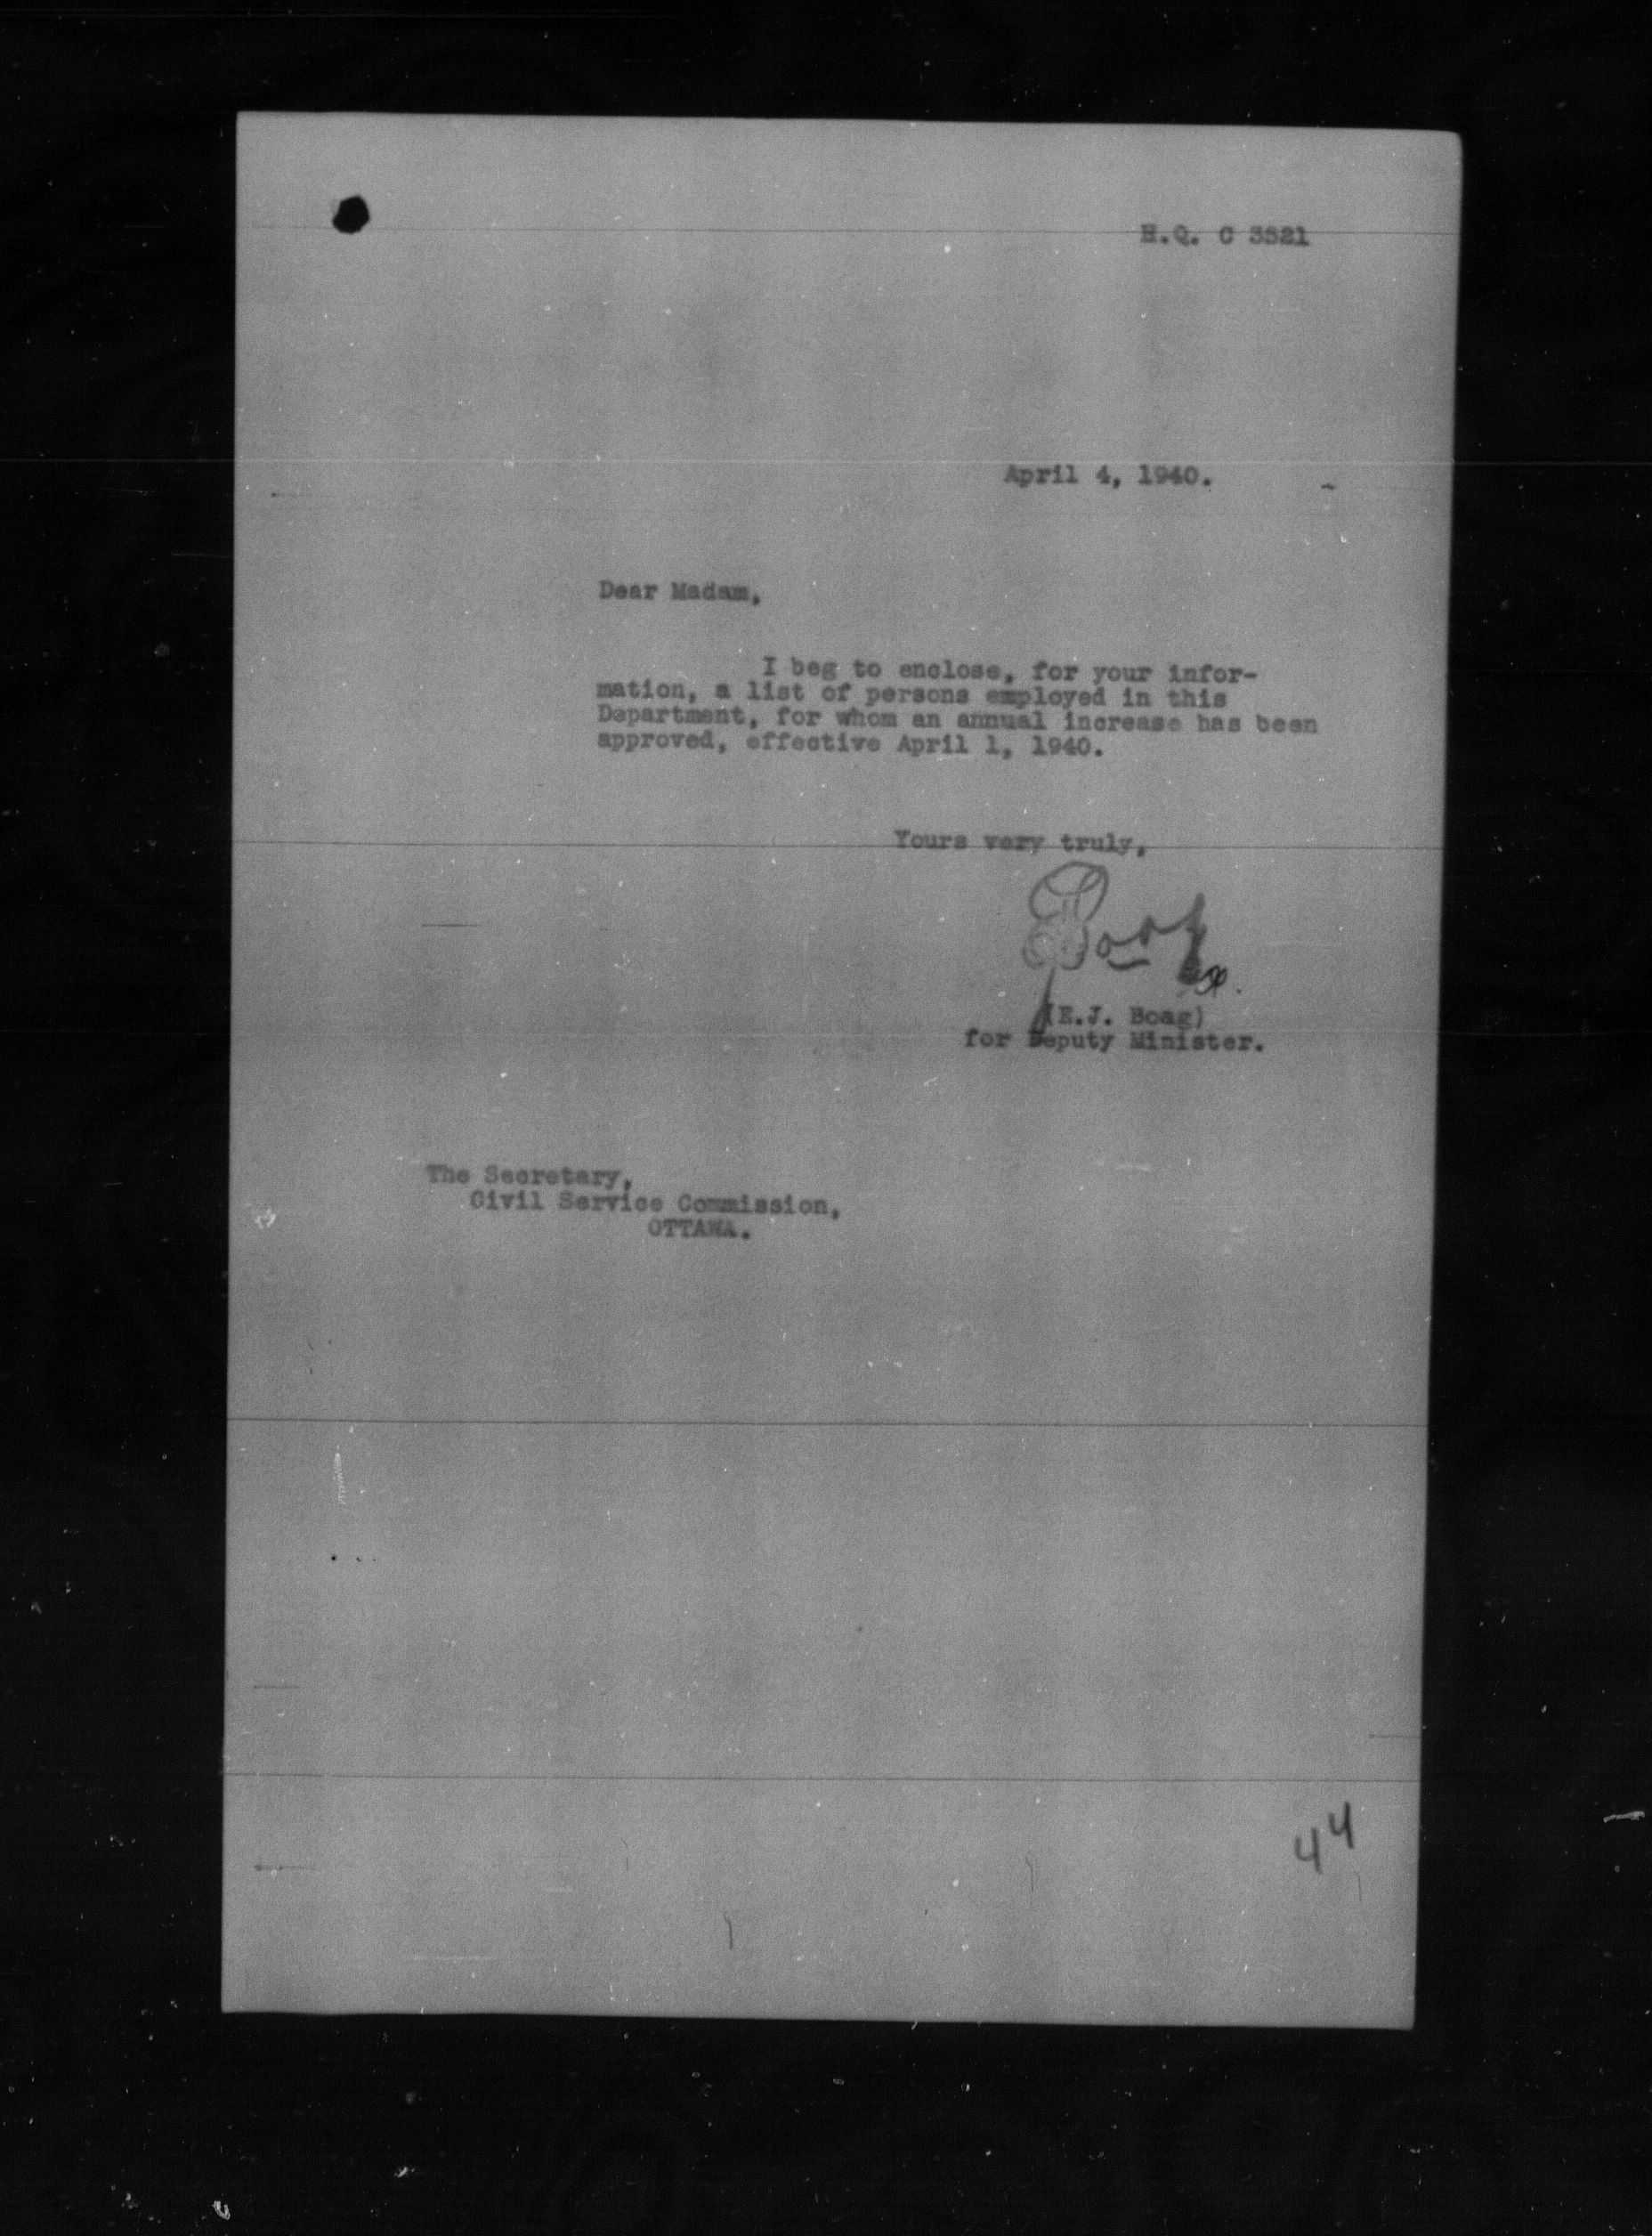 H.Q. C 3521
April 4, 1940.
Dear Madam,
I beg to enclose, for your infor-
mation, a list of persons employed in this
Department, for whom an annual increase has been
approved, effective April 1, 1940.
Yours very truly,
Boag
(E.J. Boag)
for Deputy Minister.
The Secretary,
Civil Service Commission,
OTTAWA.
44